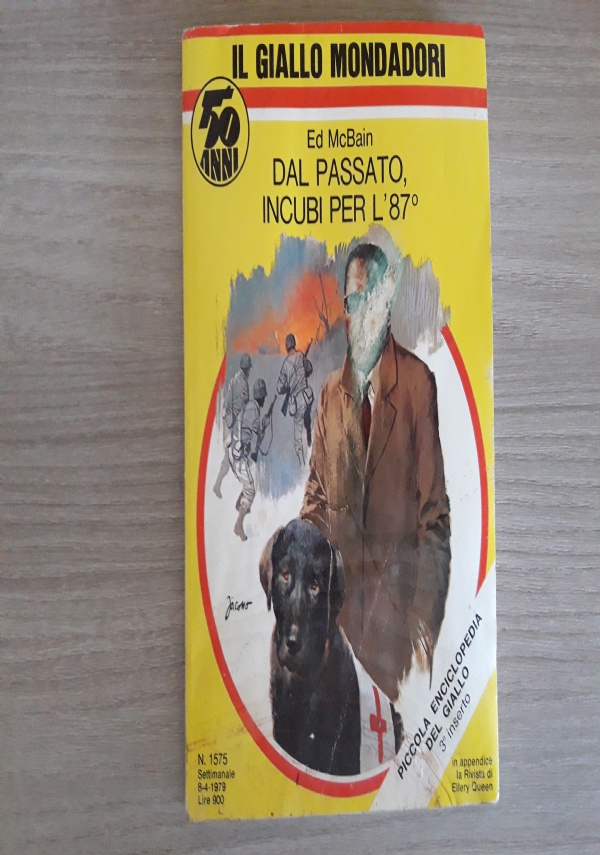 IL GIALLO MONDADORI
50
ANNI
Ed McBain
DAL PASSATO,
INCUBI PER L'87°
Jacono
PICCOLA ENCICLOPEDIA
DEL GIALLO
3° inserto
N. 1575
Settimanale
8-4-1979
Lire 900
in appendice
la Rivista di
Ellery Queen